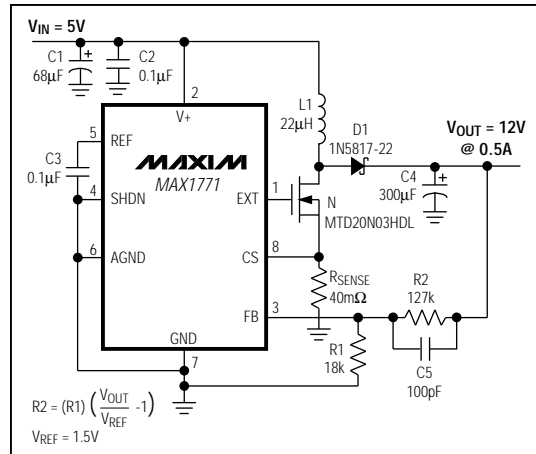 VIN = 5V
C1
68µF
C2
0.1µF
2
V+
L1
22µH
D1
1N5817-22
VOUT = 12V
@ 0.5A
5
REF
C3
0.1µF
MAXIM
MAX1771
4
SHDN
EXT
1
N
MTD20N03HDL
C4
300µF
6
AGND
CS
8
RSENSE
40mΩ
R2
127k
FB
3
GND
7
R1
18k
C5
100pF
R2 = (R1) (VOUT/VREF -1)
VREF = 1.5V